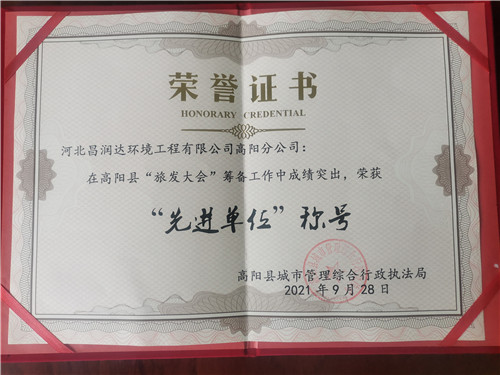 荣誉证书
HONORARY CREDENTIAL
河北昌润达环境工程有限公司高阳分公司：
在高阳县“旅发大会”筹备工作中成绩突出，荣获
“先进单位”称号
高阳县城市管理综合行政执法局
2021年9月28日